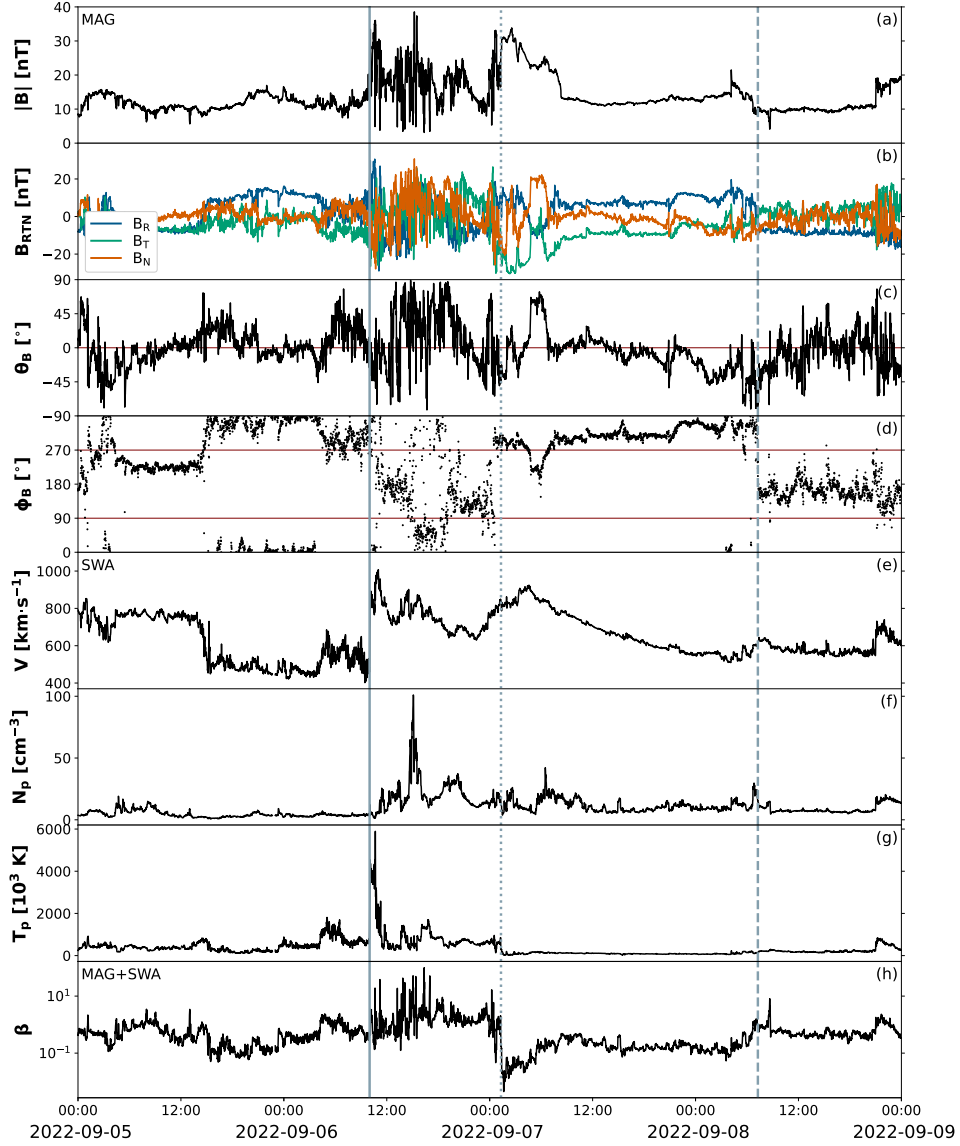 MAG
(a)
|B| [nT]
40
30
20
10
0
(b)
B_RTN [nT]
20
0
−20
B_R
B_T
B_N
(c)
θ_B [°]
90
45
0
−45
−90
(d)
ϕ_B [°]
270
180
90
0
SWA
(e)
V [km·s⁻¹]
1000
800
600
400
(f)
N_p [cm⁻³]
100
50
0
(g)
T_p [10³ K]
6000
4000
2000
0
MAG+SWA
(h)
β
10¹
10⁻¹
00:00 12:00 00:00 12:00 00:00 12:00 00:00 12:00 00:00
2022-09-05 2022-09-06 2022-09-07 2022-09-08 2022-09-09